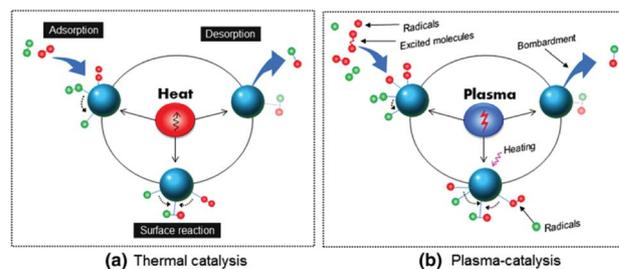 Adsorption
Desorption
Heat
Surface reaction
(a) Thermal catalysis
Radicals
Excited molecules
Bombardment
Plasma
Heating
Radicals
(b) Plasma-catalysis